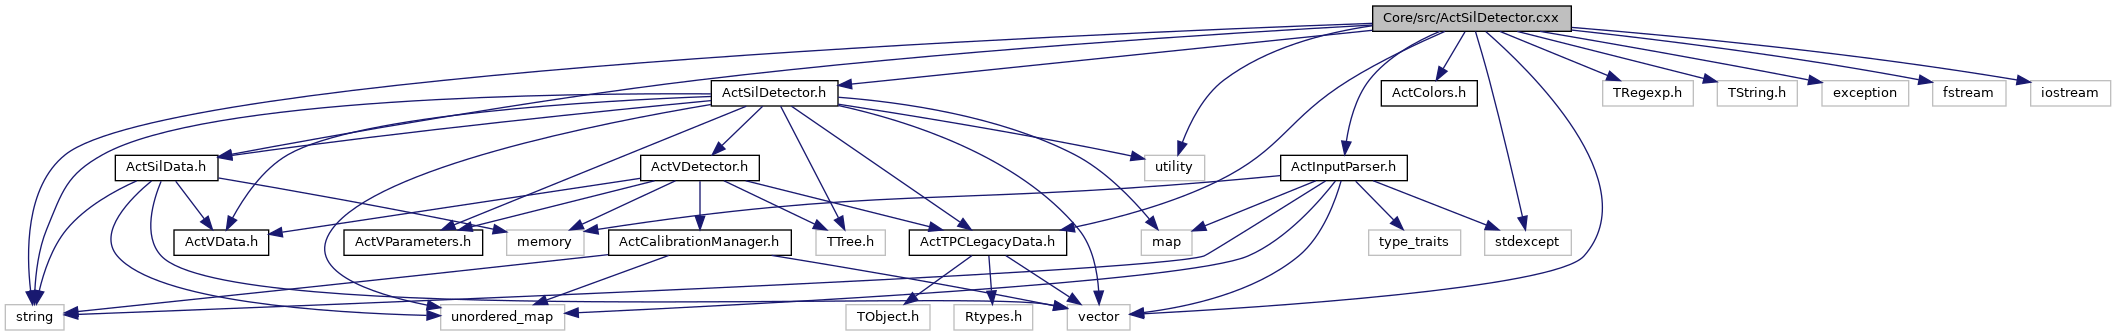 Core/src/ActSilDetector.cxx
ActSilDetector.h
ActColors.h
TRegexp.h
TString.h
exception
fstream
iostream
ActSilData.h
ActVDetector.h
utility
ActInputParser.h
ActVData.h
ActVParameters.h
memory
ActCalibrationManager.h
TTree.h
ActTPCLegacyData.h
map
type_traits
stdexcept
string
unordered_map
TObject.h
Rtypes.h
vector